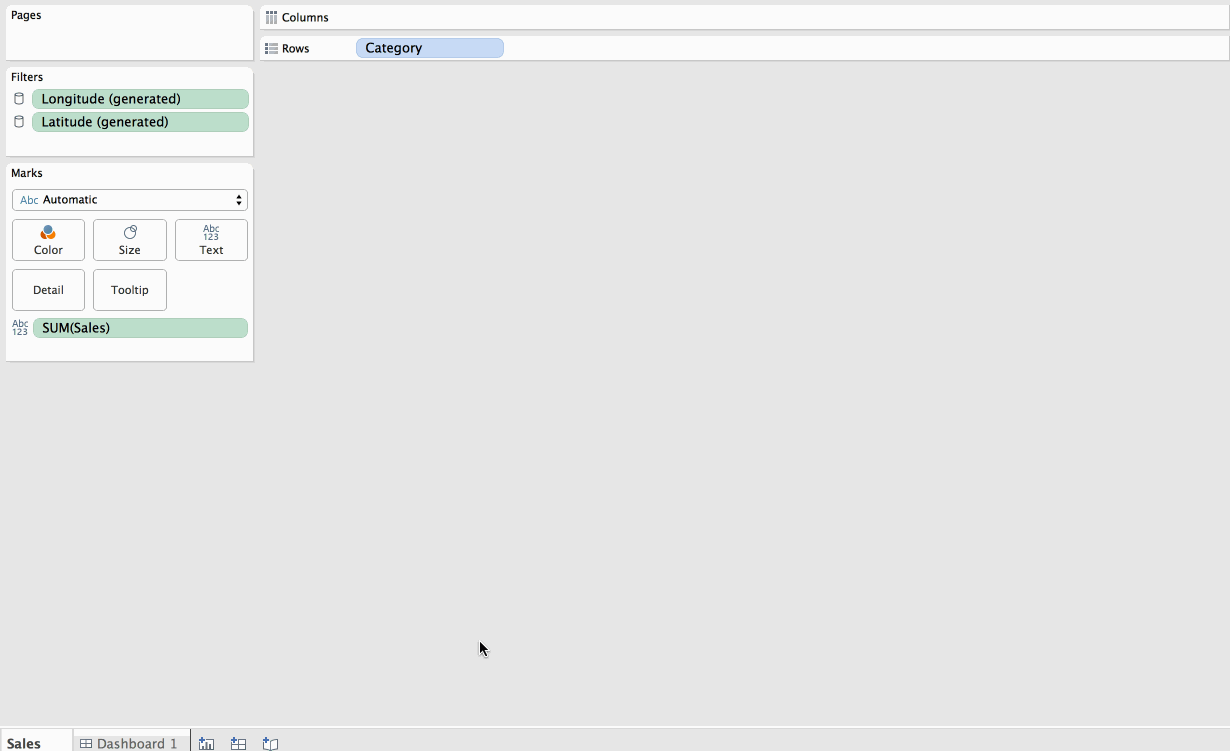 Pages
Columns
Rows
Category
Filters
Longitude (generated)
Latitude (generated)
Marks
Abc Automatic
Color
Size
Abc
123
Text
Detail
Tooltip
Abc
123
SUM(Sales)
Sales
Dashboard 1